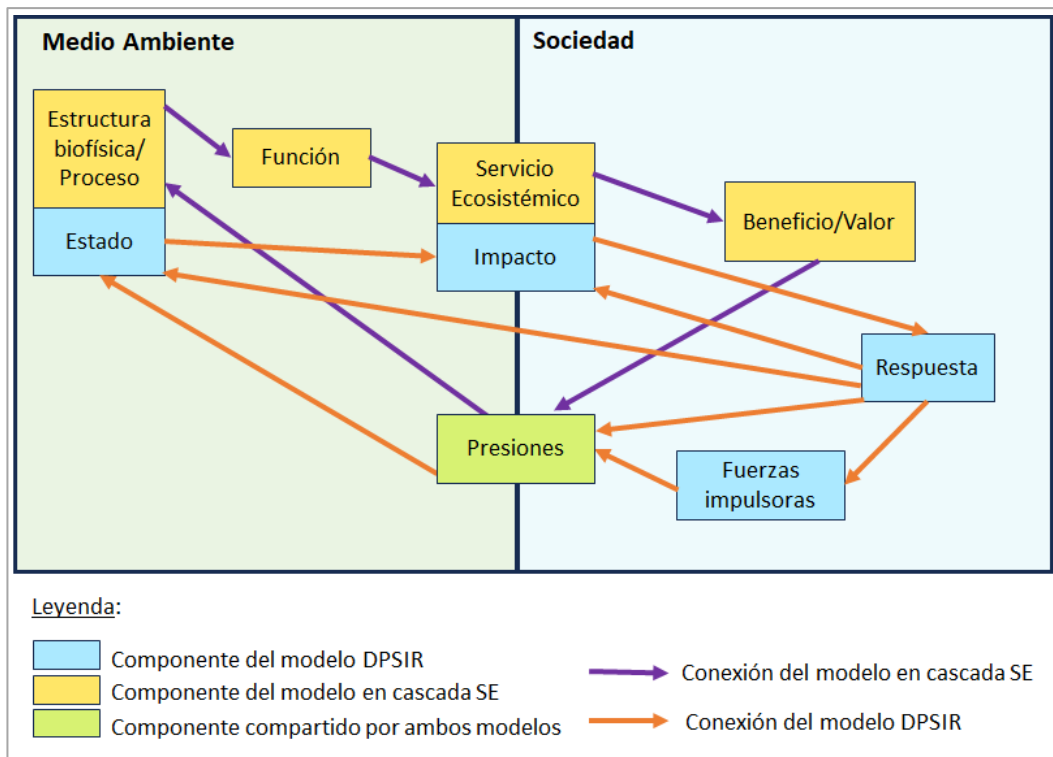 Medio Ambiente
Sociedad
Estructura
biofísica/
Proceso
Función
Servicio
Ecosistémico
Beneficio/Valor
Estado
Impacto
Respuesta
Presiones
Fuerzas
impulsoras
Leyenda:
Componente del modelo DPSIR
Componente del modelo en cascada SE
Componente compartido por ambos modelos
Conexión del modelo en cascada SE
Conexión del modelo DPSIR